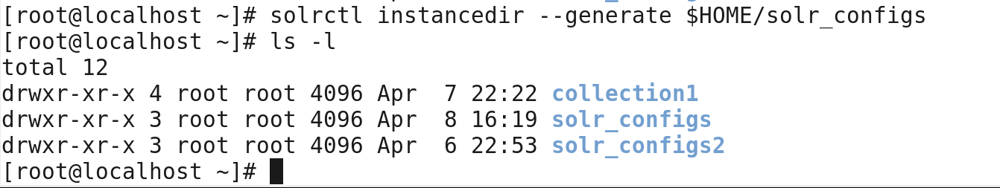 [root@localhost ~]# solrctl instancedir --generate $HOME/solr_configs
[root@localhost ~]# ls -l
total 12
drwxr-xr-x 4 root root 4096 Apr  7 22:22 collection1
drwxr-xr-x 3 root root 4096 Apr  8 16:19 solr_configs
drwxr-xr-x 3 root root 4096 Apr  6 22:53 solr_configs2
[root@localhost ~]#